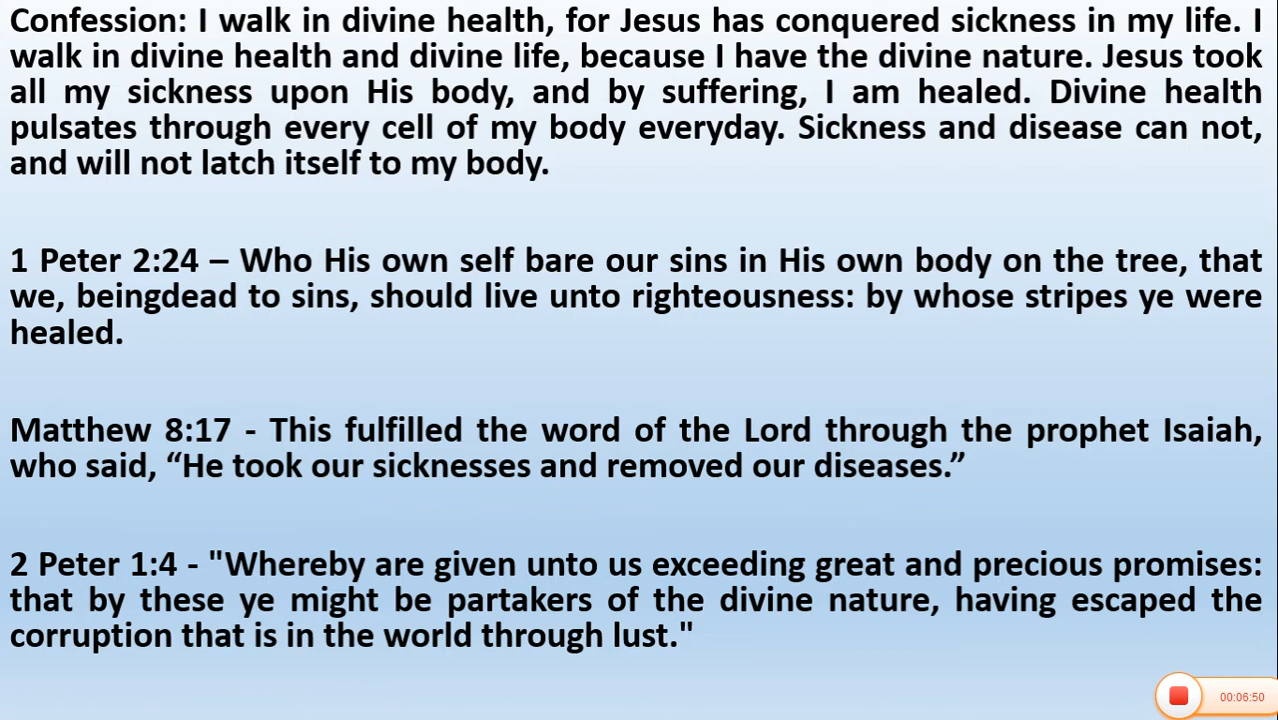 Confession: I walk in divine health, for Jesus has conquered sickness in my life. I
walk in divine health and divine life, because I have the divine nature. Jesus took
all my sickness upon His body, and by suffering, I am healed. Divine health
pulsates through every cell of my body everyday. Sickness and disease can not,
and will not latch itself to my body.
1 Peter 2:24 – Who His own self bare our sins in His own body on the tree, that
we, beingdead to sins, should live unto righteousness: by whose stripes ye were
healed.
Matthew 8:17 - This fulfilled the word of the Lord through the prophet Isaiah,
who said, “He took our sicknesses and removed our diseases.”
2 Peter 1:4 - "Whereby are given unto us exceeding great and precious promises:
that by these ye might be partakers of the divine nature, having escaped the
corruption that is in the world through lust."
00:06:50